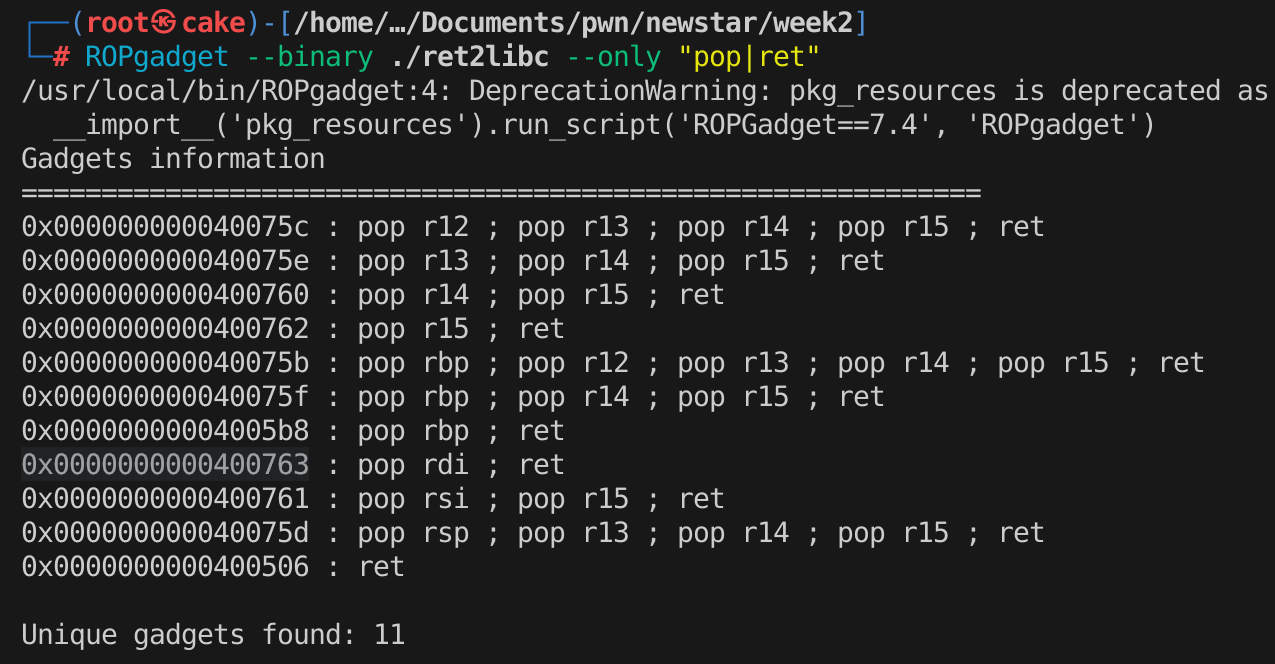 ┌──(root㉿cake)-[/home/…/Documents/pwn/newstar/week2]
└─# ROPgadget --binary ./ret2libc --only "pop|ret"
/usr/local/bin/ROPgadget:4: DeprecationWarning: pkg_resources is deprecated as
  __import__('pkg_resources').run_script('ROPGadget==7.4', 'ROPgadget')
Gadgets information
============================================================
0x000000000040075c : pop r12 ; pop r13 ; pop r14 ; pop r15 ; ret
0x000000000040075e : pop r13 ; pop r14 ; pop r15 ; ret
0x0000000000400760 : pop r14 ; pop r15 ; ret
0x0000000000400762 : pop r15 ; ret
0x000000000040075b : pop rbp ; pop r12 ; pop r13 ; pop r14 ; pop r15 ; ret
0x000000000040075f : pop rbp ; pop r14 ; pop r15 ; ret
0x00000000004005b8 : pop rbp ; ret
0x0000000000400763 : pop rdi ; ret
0x0000000000400761 : pop rsi ; pop r15 ; ret
0x000000000040075d : pop rsp ; pop r13 ; pop r14 ; pop r15 ; ret
0x0000000000400506 : ret

Unique gadgets found: 11